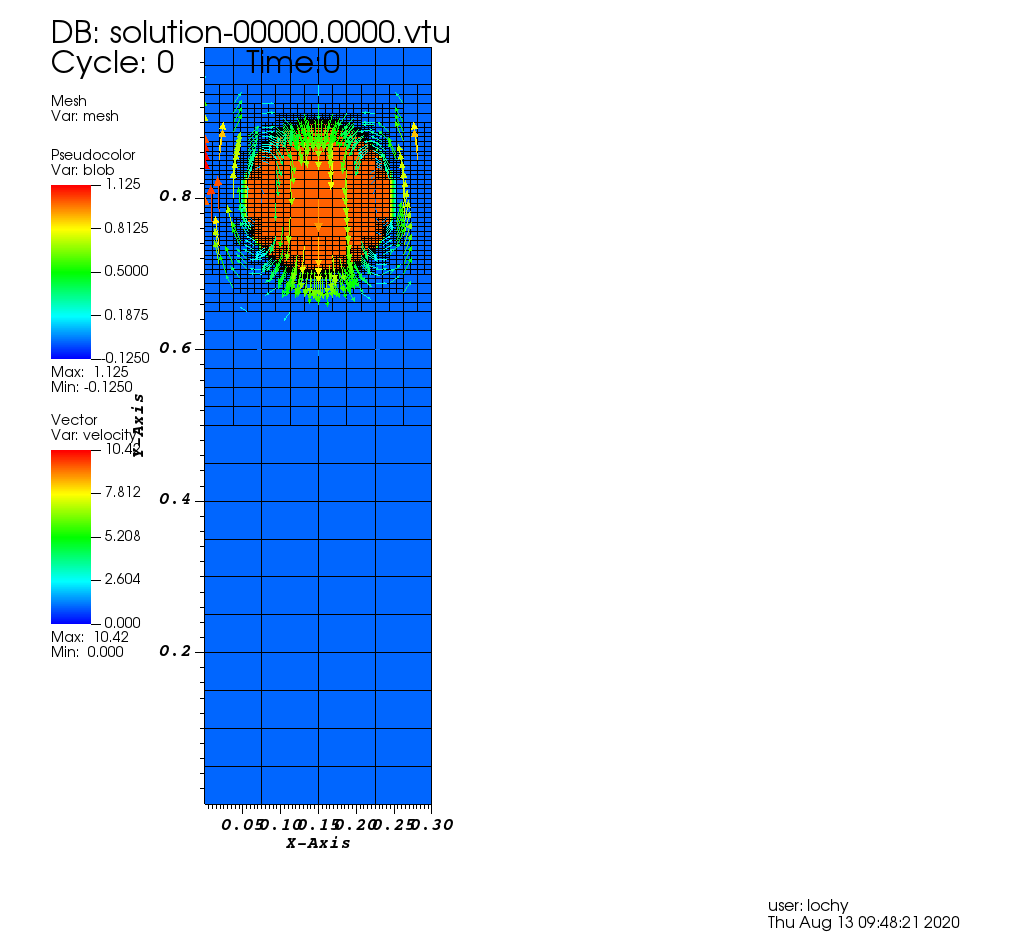 DB: solution-00000.0000.vtu
Cycle: 0 Time:0
Mesh
Var: mesh
Pseudocolor
Var: blob
1.125
0.8125
0.5000
0.1875
-0.1250
Max: 1.125
Min: -0.1250
Vector
Var: velocity
10.42
7.812
5.208
2.604
0.000
Max: 10.42
Min: 0.000
Y-Axis
0.8
0.6
0.4
0.2
0.05 0.10 0.15 0.20 0.25 0.30
X-Axis
user: lochy
Thu Aug 13 09:48:21 2020